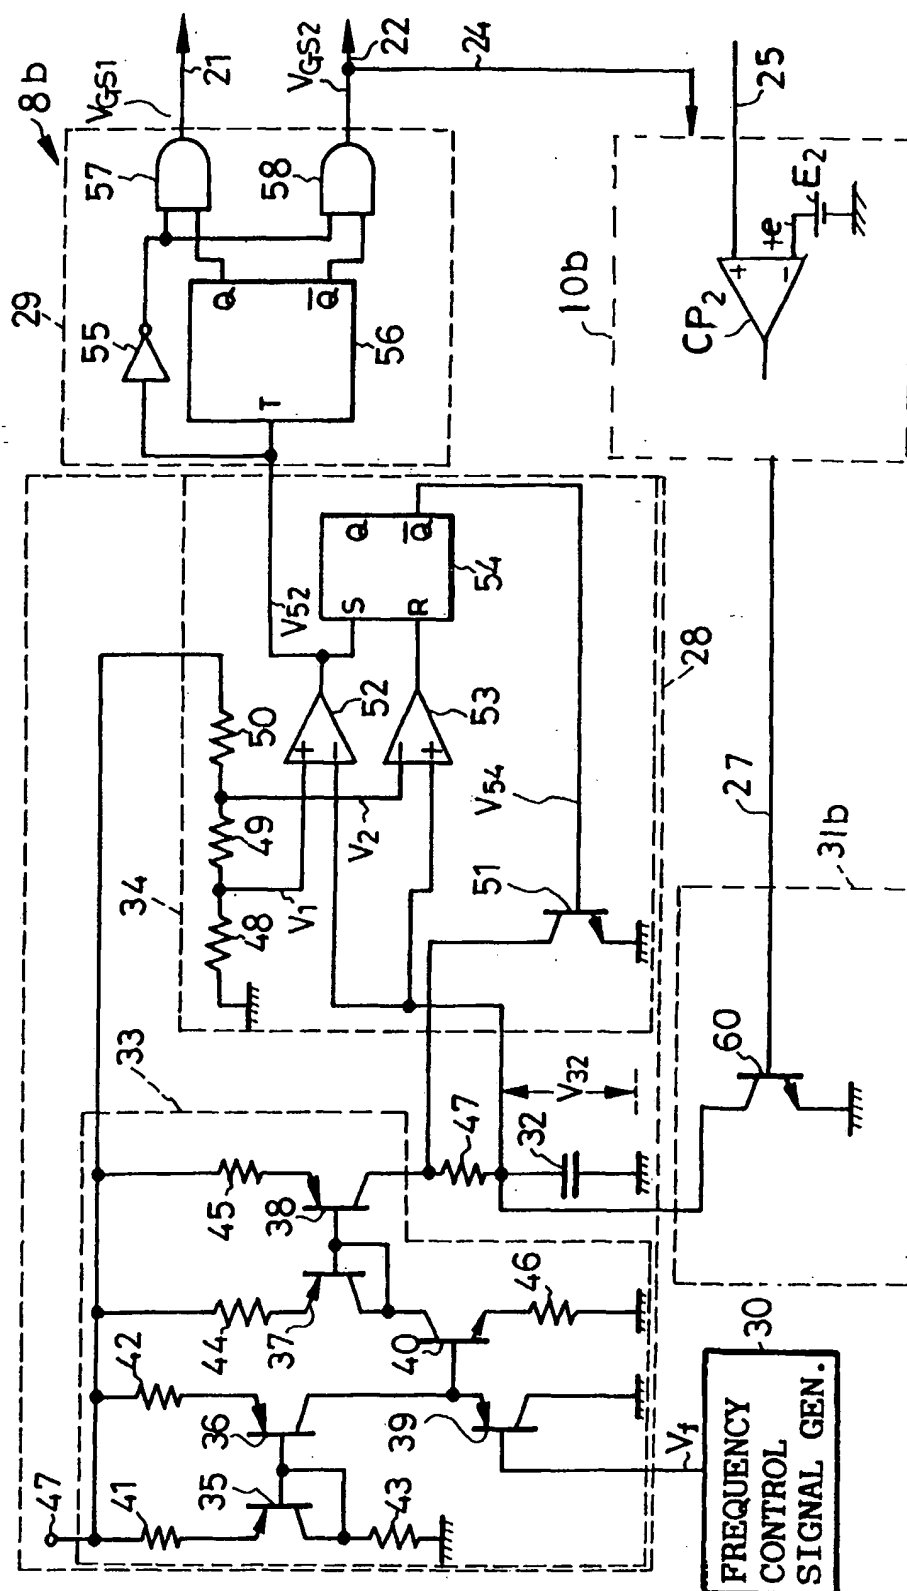 8b
29
55
57
58
56
T
Q
Q̅
VGS1
21
VGS2
22
24
25
10b
CP2
+
-
+e
E2
34
48
49
50
V1
V2
+
-
-
+
52
53
V52
S
R
Q
Q̅
54
V54
51
28
27
31b
60
33
47
41
42
35
36
43
44
45
37
38
39
40
46
47
32
V32
Vf
30
FREQUENCY
CONTROL
SIGNAL GEN.